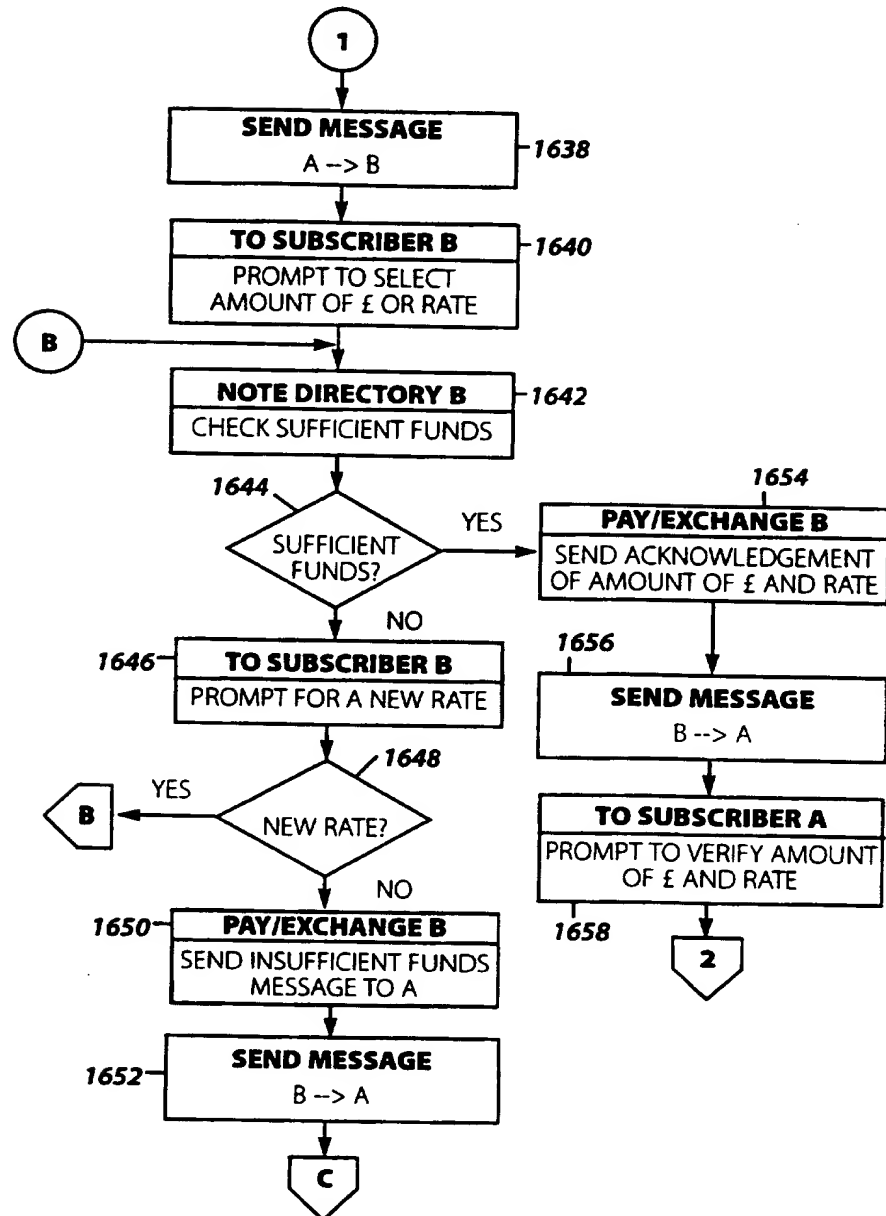 1
SEND MESSAGE
A --> B
1638
TO SUBSCRIBER B
1640
PROMPT TO SELECT
AMOUNT OF £ OR RATE
B
NOTE DIRECTORY B
1642
CHECK SUFFICIENT FUNDS
1644
SUFFICIENT
FUNDS?
YES
NO
1654
PAY/EXCHANGE B
SEND ACKNOWLEDGEMENT
OF AMOUNT OF £ AND RATE
1646
TO SUBSCRIBER B
PROMPT FOR A NEW RATE
1656
SEND MESSAGE
B --> A
1648
NEW RATE?
YES
B
NO
TO SUBSCRIBER A
PROMPT TO VERIFY AMOUNT
OF £ AND RATE
1658
2
1650
PAY/EXCHANGE B
SEND INSUFFICIENT FUNDS
MESSAGE TO A
1652
SEND MESSAGE
B --> A
C